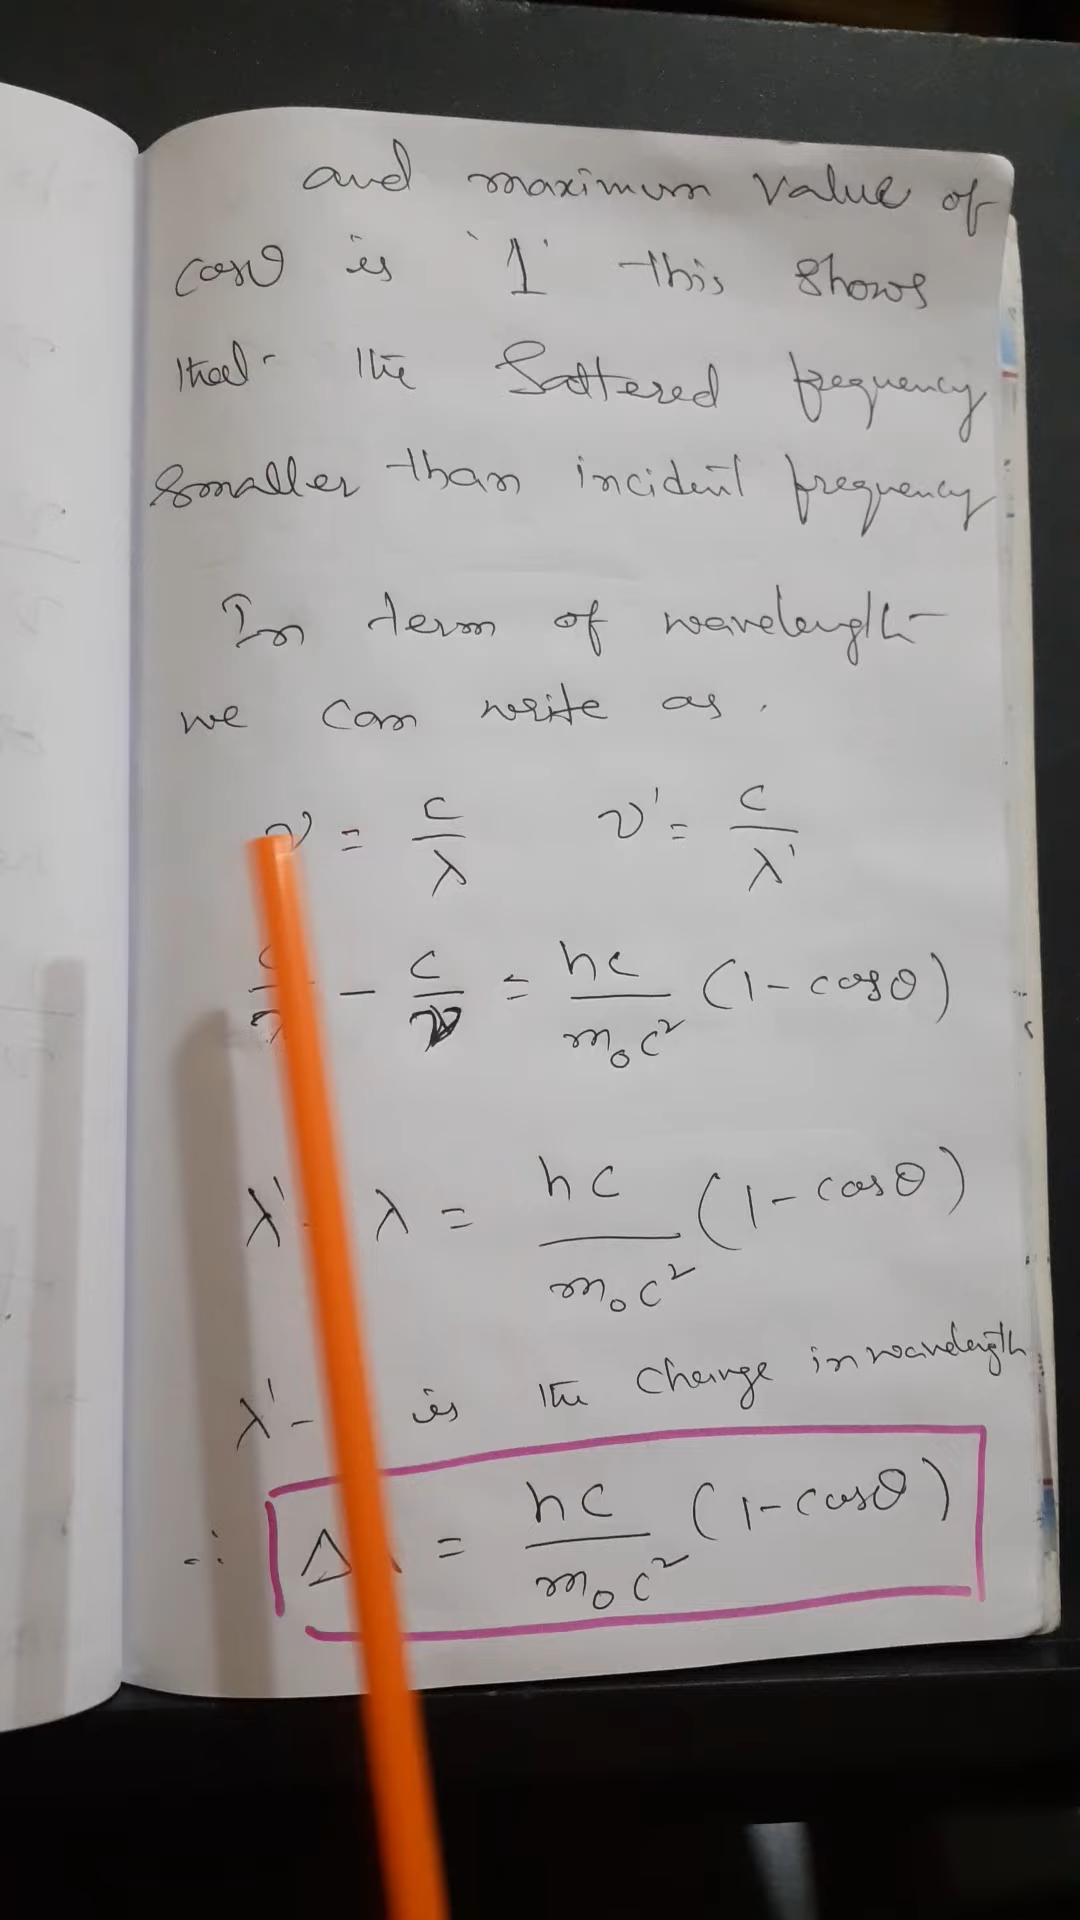 and maximum value of
cosθ is '1' this shows
that the Sattered frequency
smaller than incident frequency
In term of wavelength
we can write as.
ν = c/λ ν' = c/λ'
− c/ = hc/m₀c² (1-cosθ)
λ' λ = hc/m₀c² (1-cosθ)
λ'- is the change in wavelength
∴ Δ = hc/m₀c² (1-cosθ)